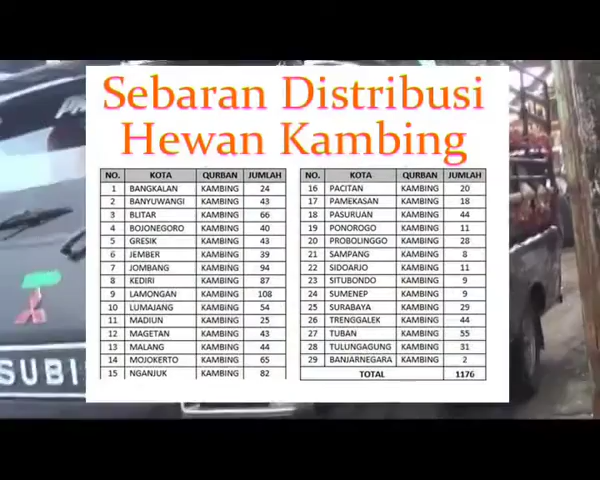 Sebaran Distribusi
Hewan Kambing
NO. KOTA QURBAN JUMLAH
1 BANGKALAN KAMBING 24
2 BANYUWANGI KAMBING 43
3 BLITAR KAMBING 66
4 BOJONEGORO KAMBING 40
5 GRESIK KAMBING 43
6 JEMBER KAMBING 39
7 JOMBANG KAMBING 94
8 KEDIRI KAMBING 87
9 LAMONGAN KAMBING 108
10 LUMAJANG KAMBING 54
11 MADIUN KAMBING 25
12 MAGETAN KAMBING 43
13 MALANG KAMBING 44
14 MOJOKERTO KAMBING 65
15 NGANJUK KAMBING 82
NO. KOTA QURBAN JUMLAH
16 PACITAN KAMBING 20
17 PAMEKASAN KAMBING 18
18 PASURUAN KAMBING 44
19 PONOROGO KAMBING 11
20 PROBOLINGGO KAMBING 28
21 SAMPANG KAMBING 8
22 SIDOARJO KAMBING 11
23 SITUBONDO KAMBING 9
24 SUMENEP KAMBING 9
25 SURABAYA KAMBING 29
26 TRENGGALEK KAMBING 44
27 TUBAN KAMBING 55
28 TULUNGAGUNG KAMBING 31
29 BANJARNEGARA KAMBING 2
TOTAL 1176
SUBI